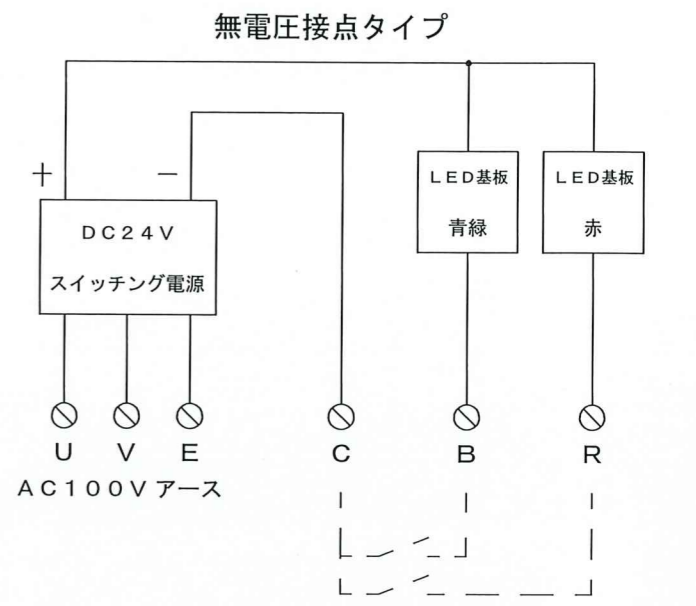 無電圧接点タイプ
＋ －
ＬＥＤ基板 ＬＥＤ基板
青緑 赤
ＤＣ２４Ｖ
スイッチング電源
U V E C B R
ＡＣ１００Ｖ アース